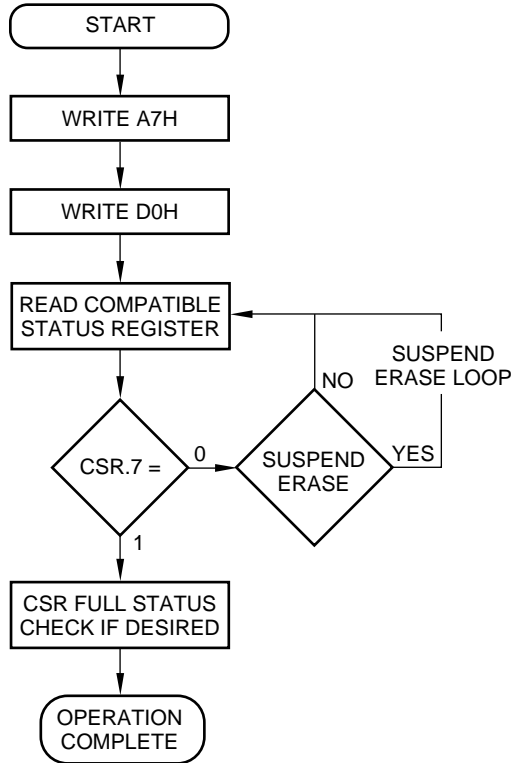 START
WRITE A7H
WRITE D0H
READ COMPATIBLE
STATUS REGISTER
SUSPEND
ERASE LOOP
NO
CSR.7 =
0
SUSPEND
ERASE
YES
1
CSR FULL STATUS
CHECK IF DESIRED
OPERATION
COMPLETE